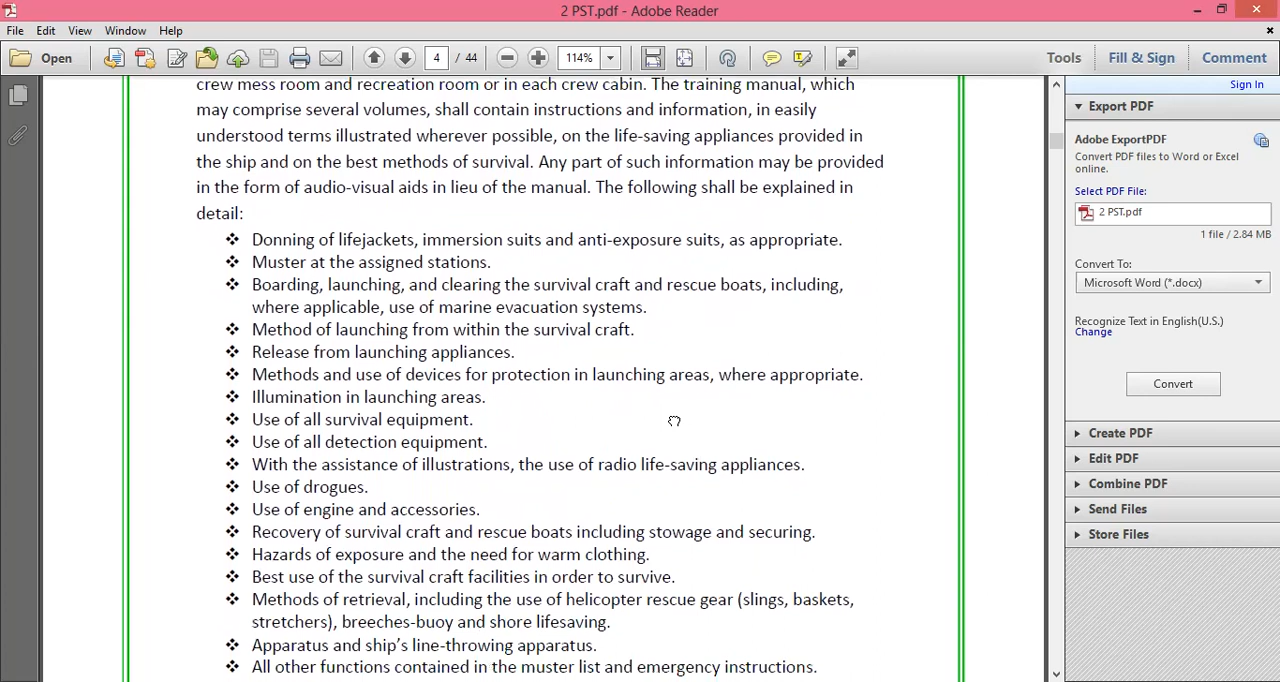 2 PST.pdf - Adobe Reader
File Edit View Window Help
Open 4 / 44 114% Tools Fill & Sign Comment
Sign In
crew mess room and recreation room or in each crew cabin. The training manual, which
may comprise several volumes, shall contain instructions and information, in easily
understood terms illustrated wherever possible, on the life-saving appliances provided in
the ship and on the best methods of survival. Any part of such information may be provided
in the form of audio-visual aids in lieu of the manual. The following shall be explained in
detail:
❖ Donning of lifejackets, immersion suits and anti-exposure suits, as appropriate.
❖ Muster at the assigned stations.
❖ Boarding, launching, and clearing the survival craft and rescue boats, including,
where applicable, use of marine evacuation systems.
❖ Method of launching from within the survival craft.
❖ Release from launching appliances.
❖ Methods and use of devices for protection in launching areas, where appropriate.
❖ Illumination in launching areas.
❖ Use of all survival equipment.
❖ Use of all detection equipment.
❖ With the assistance of illustrations, the use of radio life-saving appliances.
❖ Use of drogues.
❖ Use of engine and accessories.
❖ Recovery of survival craft and rescue boats including stowage and securing.
❖ Hazards of exposure and the need for warm clothing.
❖ Best use of the survival craft facilities in order to survive.
❖ Methods of retrieval, including the use of helicopter rescue gear (slings, baskets,
stretchers), breeches-buoy and shore lifesaving.
❖ Apparatus and ship's line-throwing apparatus.
❖ All other functions contained in the muster list and emergency instructions.
Export PDF
Adobe ExportPDF
Convert PDF files to Word or Excel
online.
Select PDF File:
2 PST.pdf
1 file / 2.84 MB
Convert To:
Microsoft Word (*.docx)
Recognize Text in English(U.S.)
Change
Convert
Create PDF
Edit PDF
Combine PDF
Send Files
Store Files